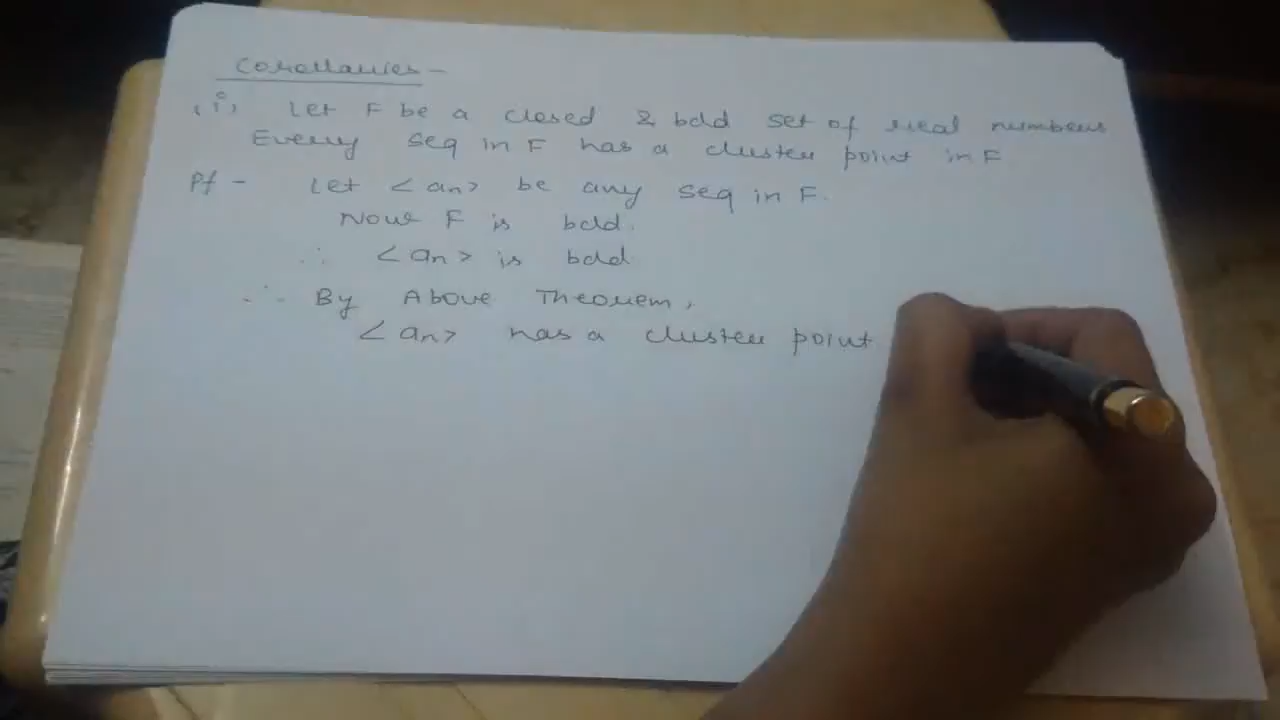 Corollaries -
(i) Let F be a closed & bdd set of real numbers
Every seq in F has a cluster point in F
Pf - Let <an> be any seq in F.
Now F is bdd.
∴ <an> is bdd
∴ By Above Theorem,
<an> has a cluster point